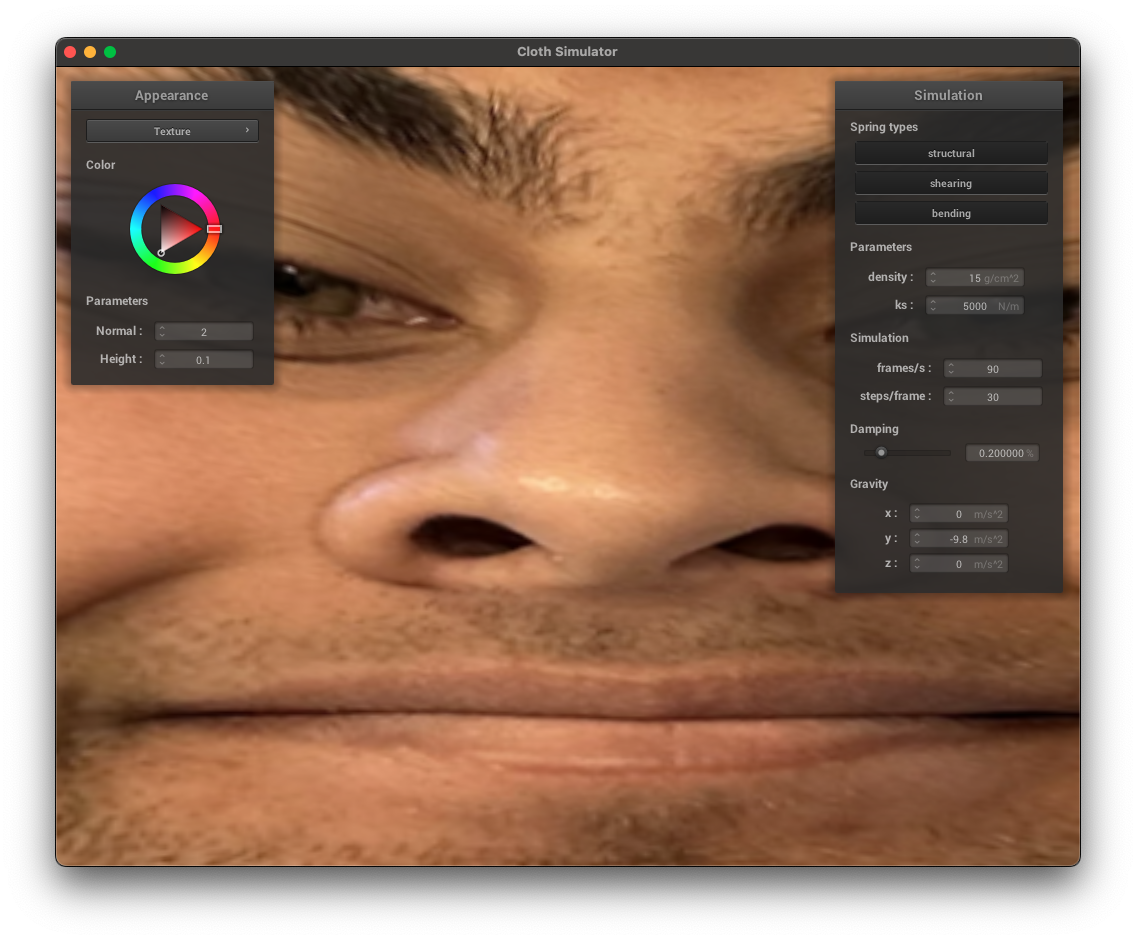 Cloth Simulator
Appearance
Texture
Color
Parameters
Normal : 2
Height : 0.1
Simulation
Spring types
structural
shearing
bending
Parameters
density : 15 g/cm^2
ks : 5000 N/m
Simulation
frames/s : 90
steps/frame : 30
Damping
0.200000 %
Gravity
x : 0 m/s^2
y : -9.8 m/s^2
z : 0 m/s^2